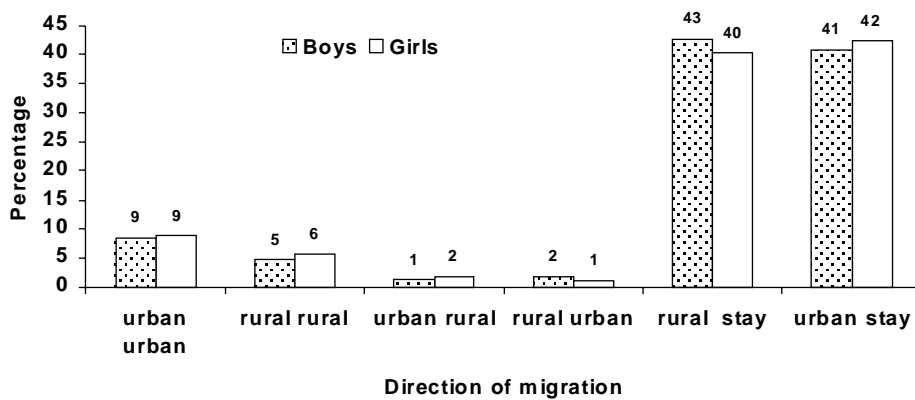 45
40
35
30
25
20
15
10
5
0
Percentage
Boys Girls
9 9
5 6
1 2
2 1
43 40
41 42
urban urban
rural rural
urban rural
rural urban
rural stay
urban stay
Direction of migration